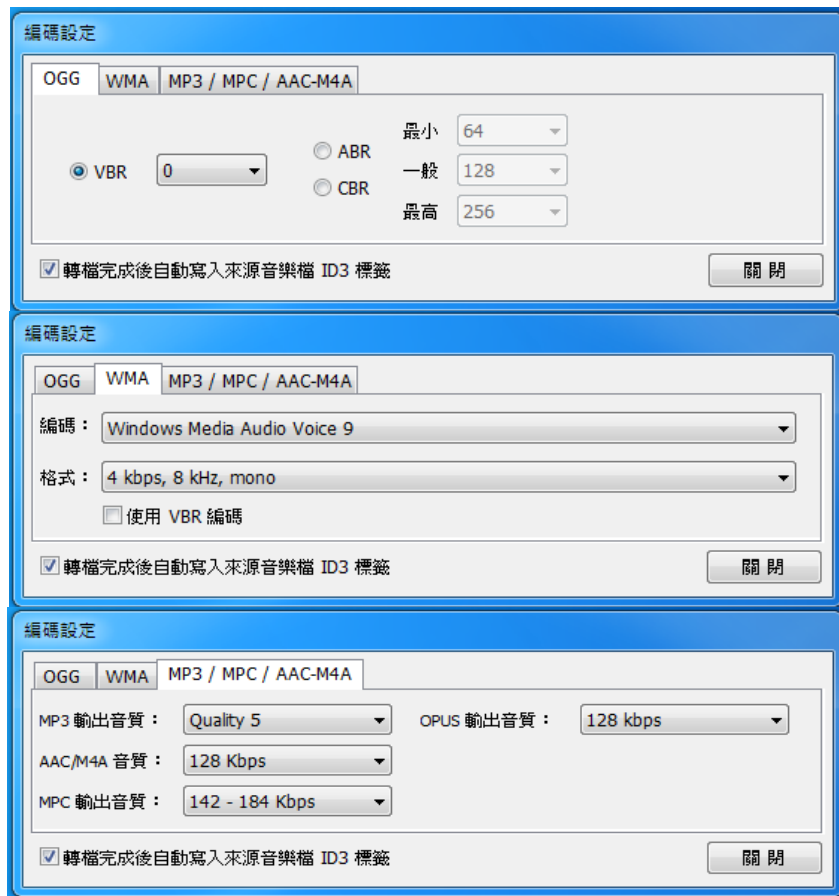 編碼設定
OGG WMA MP3 / MPC / AAC-M4A
最小 64
ABR
VBR 0 一般 128
CBR
最高 256
轉檔完成後自動寫入來源音樂檔 ID3 標籤 關閉
編碼設定
OGG WMA MP3 / MPC / AAC-M4A
編碼： Windows Media Audio Voice 9
格式： 4 kbps, 8 kHz, mono
使用 VBR 編碼
轉檔完成後自動寫入來源音樂檔 ID3 標籤 關閉
編碼設定
OGG WMA MP3 / MPC / AAC-M4A
MP3 輸出音質： Quality 5 OPUS 輸出音質： 128 kbps
AAC/M4A 音質： 128 Kbps
MPC 輸出音質： 142 - 184 Kbps
轉檔完成後自動寫入來源音樂檔 ID3 標籤 關閉